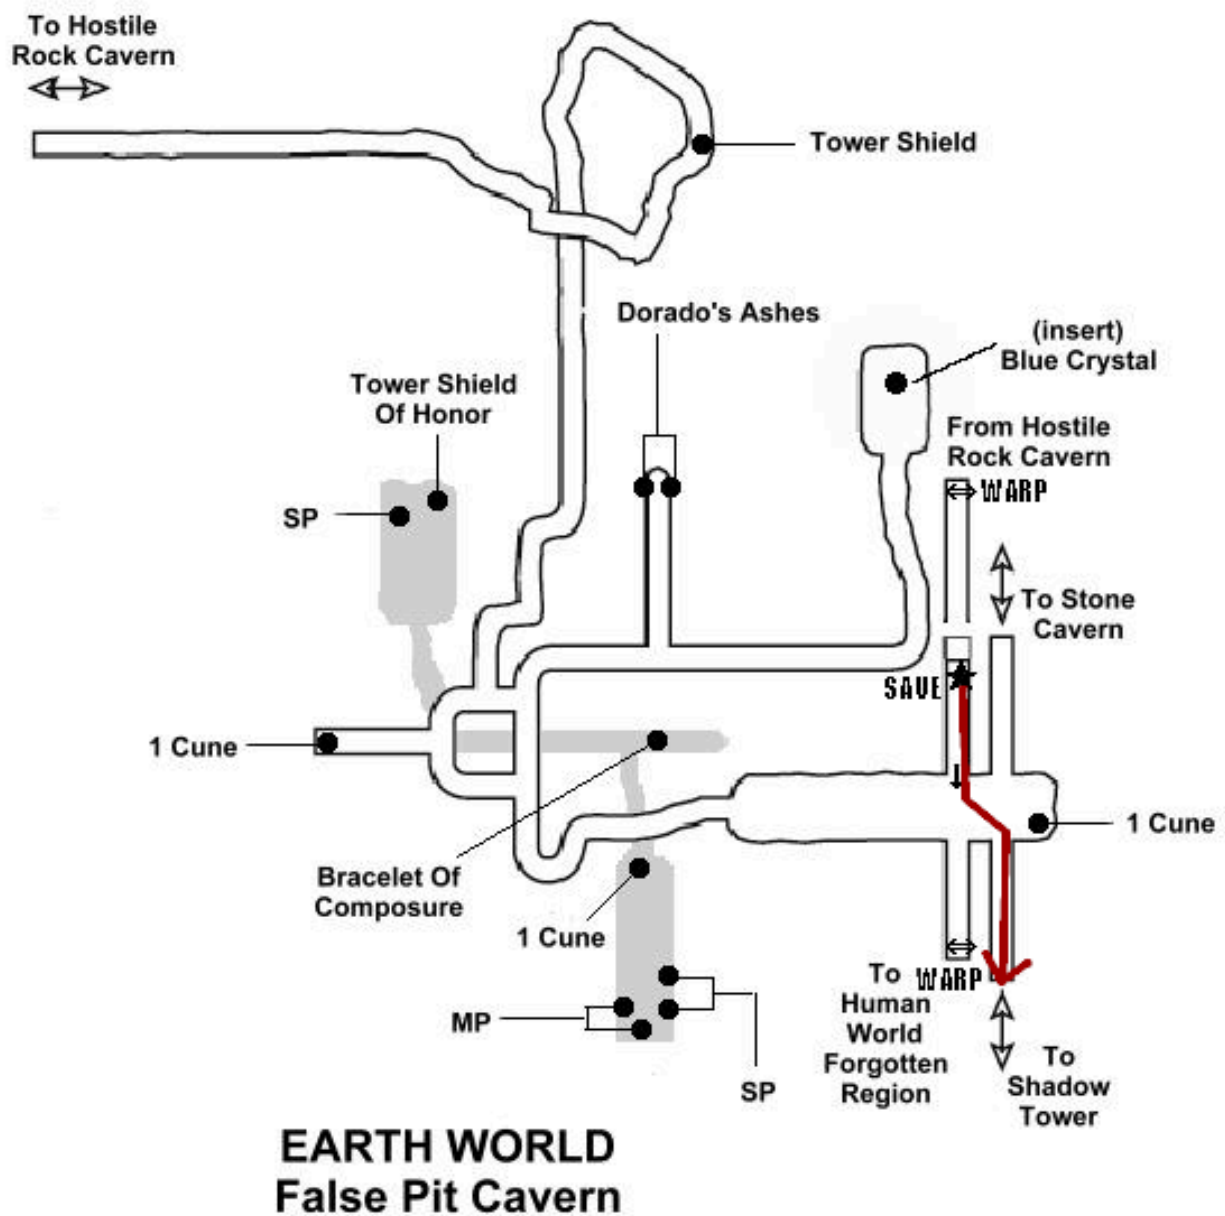 To Hostile
Rock Cavern
Tower Shield
Dorado's Ashes
(insert)
Blue Crystal
Tower Shield
Of Honor
From Hostile
Rock Cavern
WARP
SP
To Stone
Cavern
SAVE
1 Cune
1 Cune
Bracelet Of
Composure
1 Cune
To
Human
World
Forgotten
Region
WARP
MP
SP
To
Shadow
Tower
EARTH WORLD
False Pit Cavern